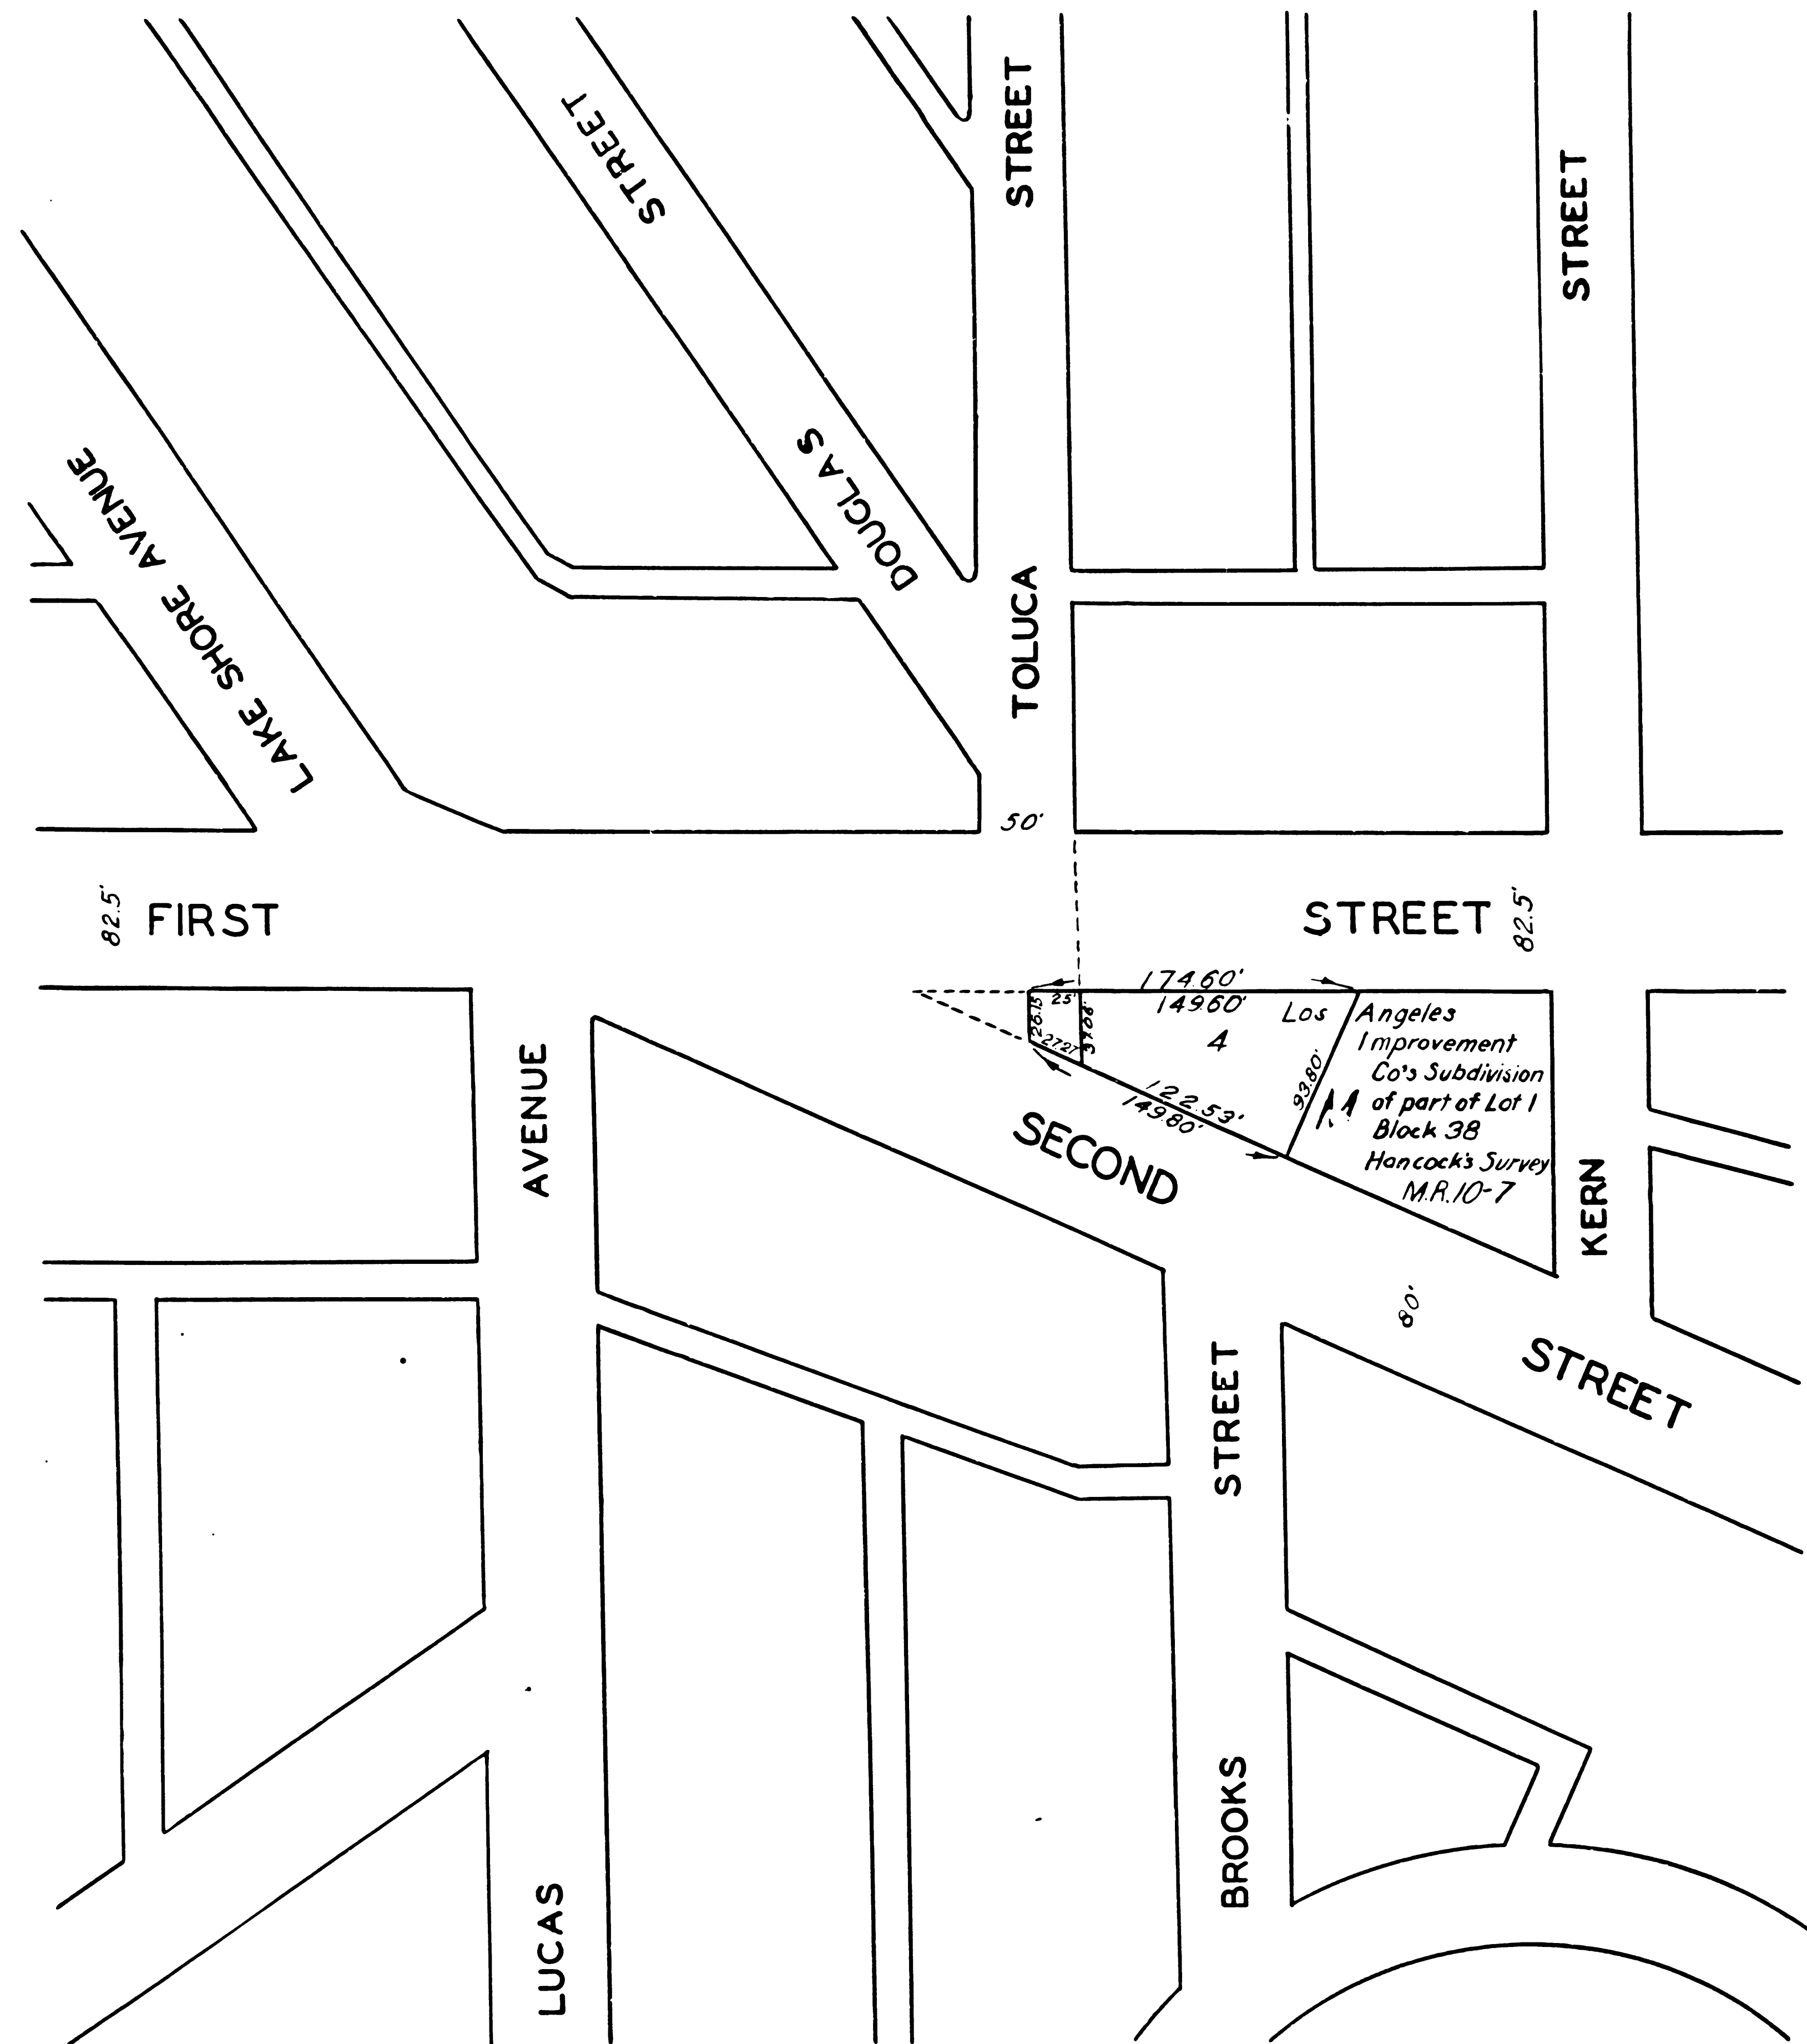 STREET
STREET
STREET
DOUGLAS
LAKE SHORE AVENUE
TOLUCA
50'
82.5'
FIRST
STREET
82.5'
174.60'
25'
149.60'
26.15
37.06'
27.27
4
122.53'
149.80'
93.80'
Los Angeles
Improvement
Co's Subdivision
of part of Lot 1
Block 38
Hancock's Survey
M.R. 10-7
SECOND
AVENUE
KERN
80'
STREET
STREET
BROOKS
LUCAS